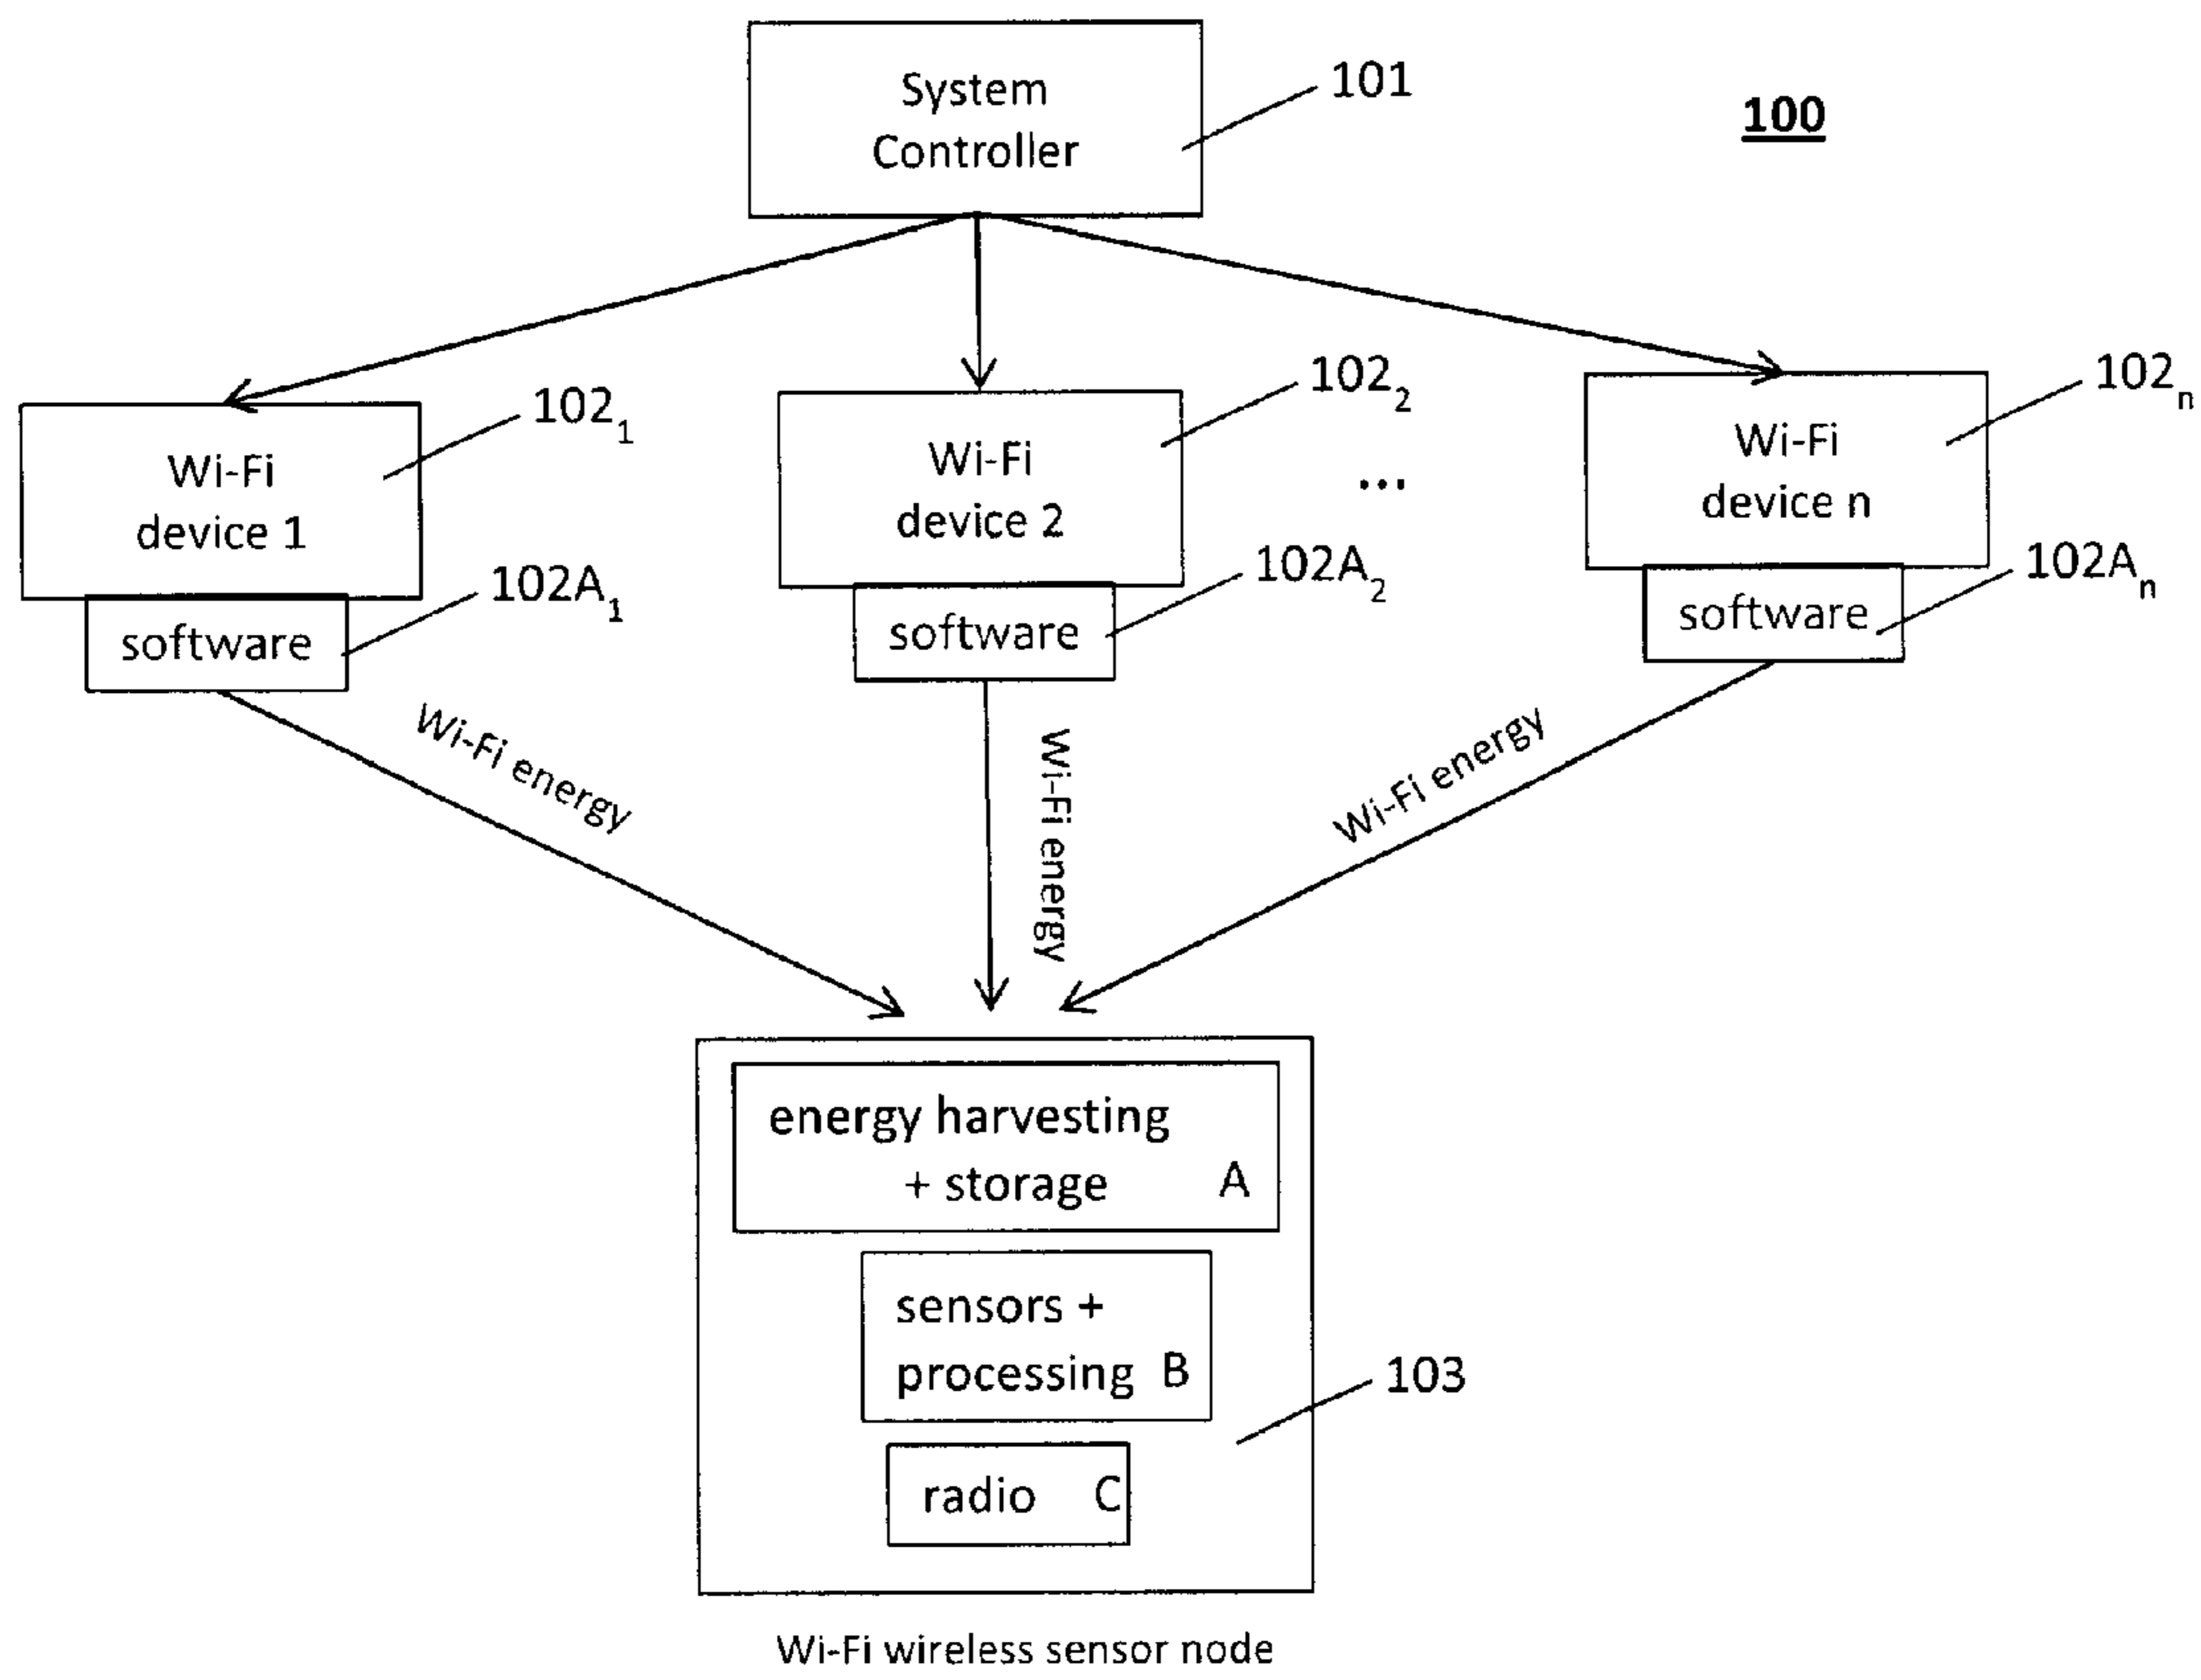 System
Controller
101
100
Wi-Fi
device 1
102₁
Wi-Fi
device 2
102₂
...
Wi-Fi
device n
102ₙ
software
102A₁
software
102A₂
software
102Aₙ
Wi-Fi energy
Wi-Fi energy
Wi-Fi energy
energy harvesting
+ storage A
sensors +
processing B
radio C
103
Wi-Fi wireless sensor node